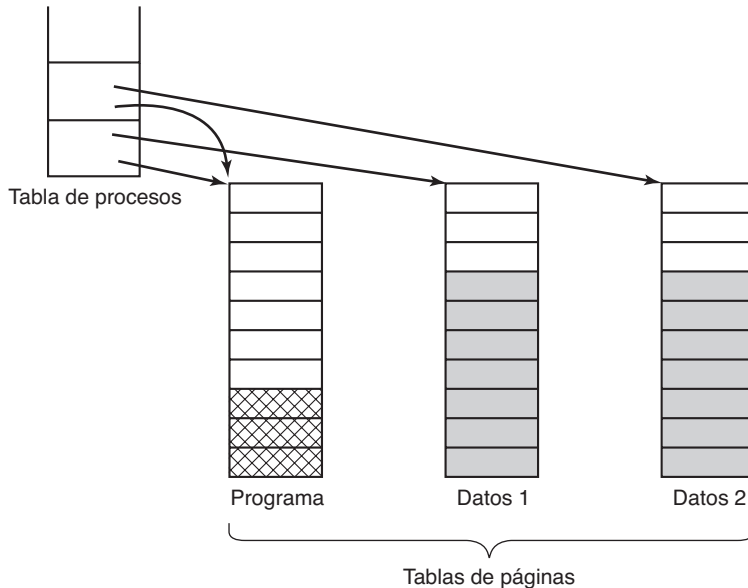 Tabla de procesos
Programa
Datos 1
Datos 2
Tablas de páginas